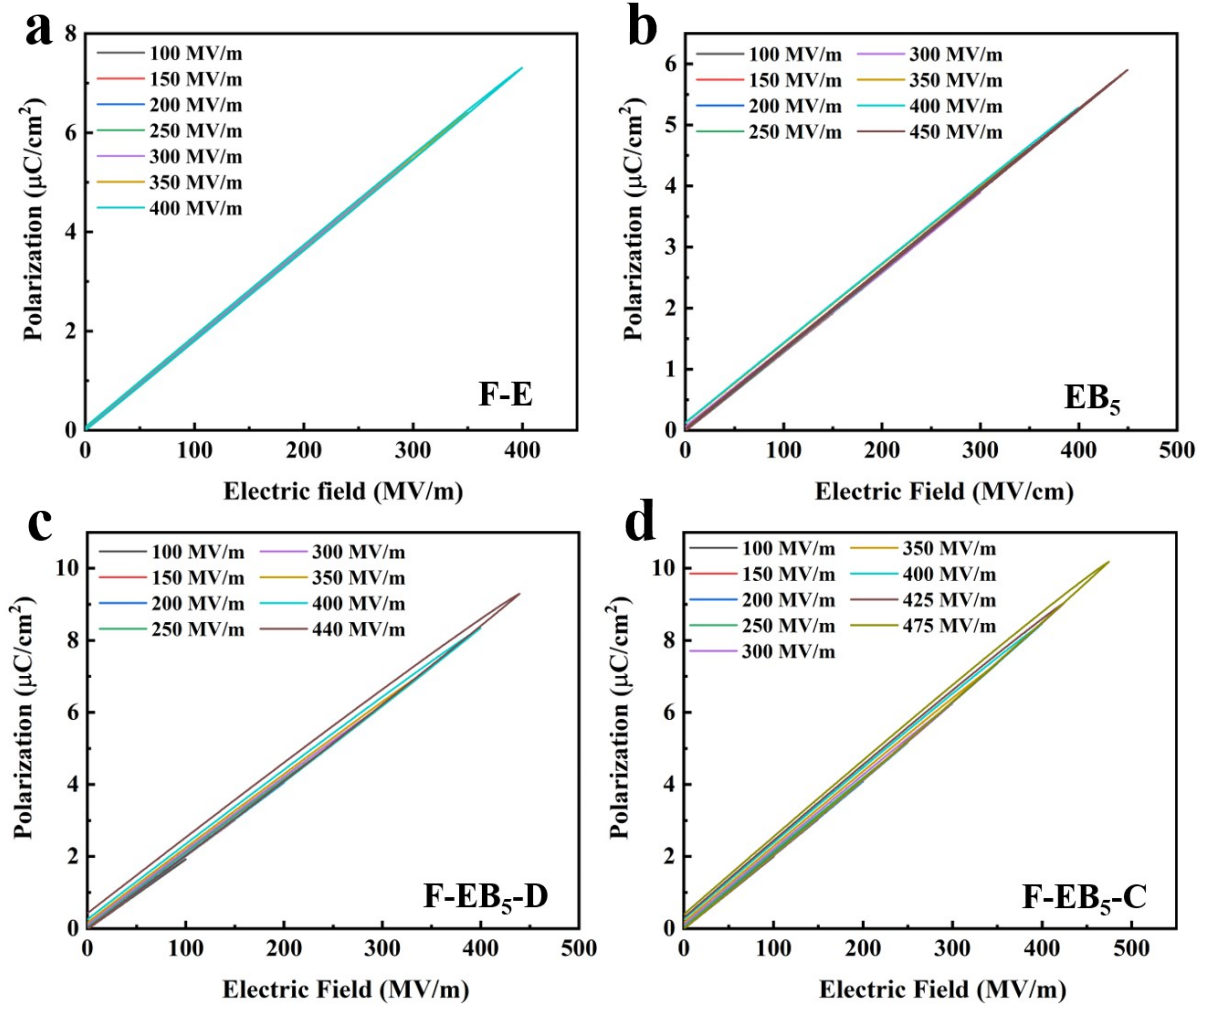 a
8
6
4
2
0
Polarization (μC/cm²)
100 MV/m
150 MV/m
200 MV/m
250 MV/m
300 MV/m
350 MV/m
400 MV/m
F-E
0 100 200 300 400
Electric field (MV/m)
b
6
5
4
3
2
1
0
Polarization (μC/cm²)
100 MV/m 300 MV/m
150 MV/m 350 MV/m
200 MV/m 400 MV/m
250 MV/m 450 MV/m
EB₅
0 100 200 300 400 500
Electric Field (MV/cm)
c
10
8
6
4
2
0
Polarization (μC/cm²)
100 MV/m 300 MV/m
150 MV/m 350 MV/m
200 MV/m 400 MV/m
250 MV/m 440 MV/m
F-EB₅-D
0 100 200 300 400 500
Electric Field (MV/m)
d
10
8
6
4
2
0
Polarization (μC/cm²)
100 MV/m 350 MV/m
150 MV/m 400 MV/m
200 MV/m 425 MV/m
250 MV/m 475 MV/m
300 MV/m
F-EB₅-C
0 100 200 300 400 500
Electric Field (MV/m)